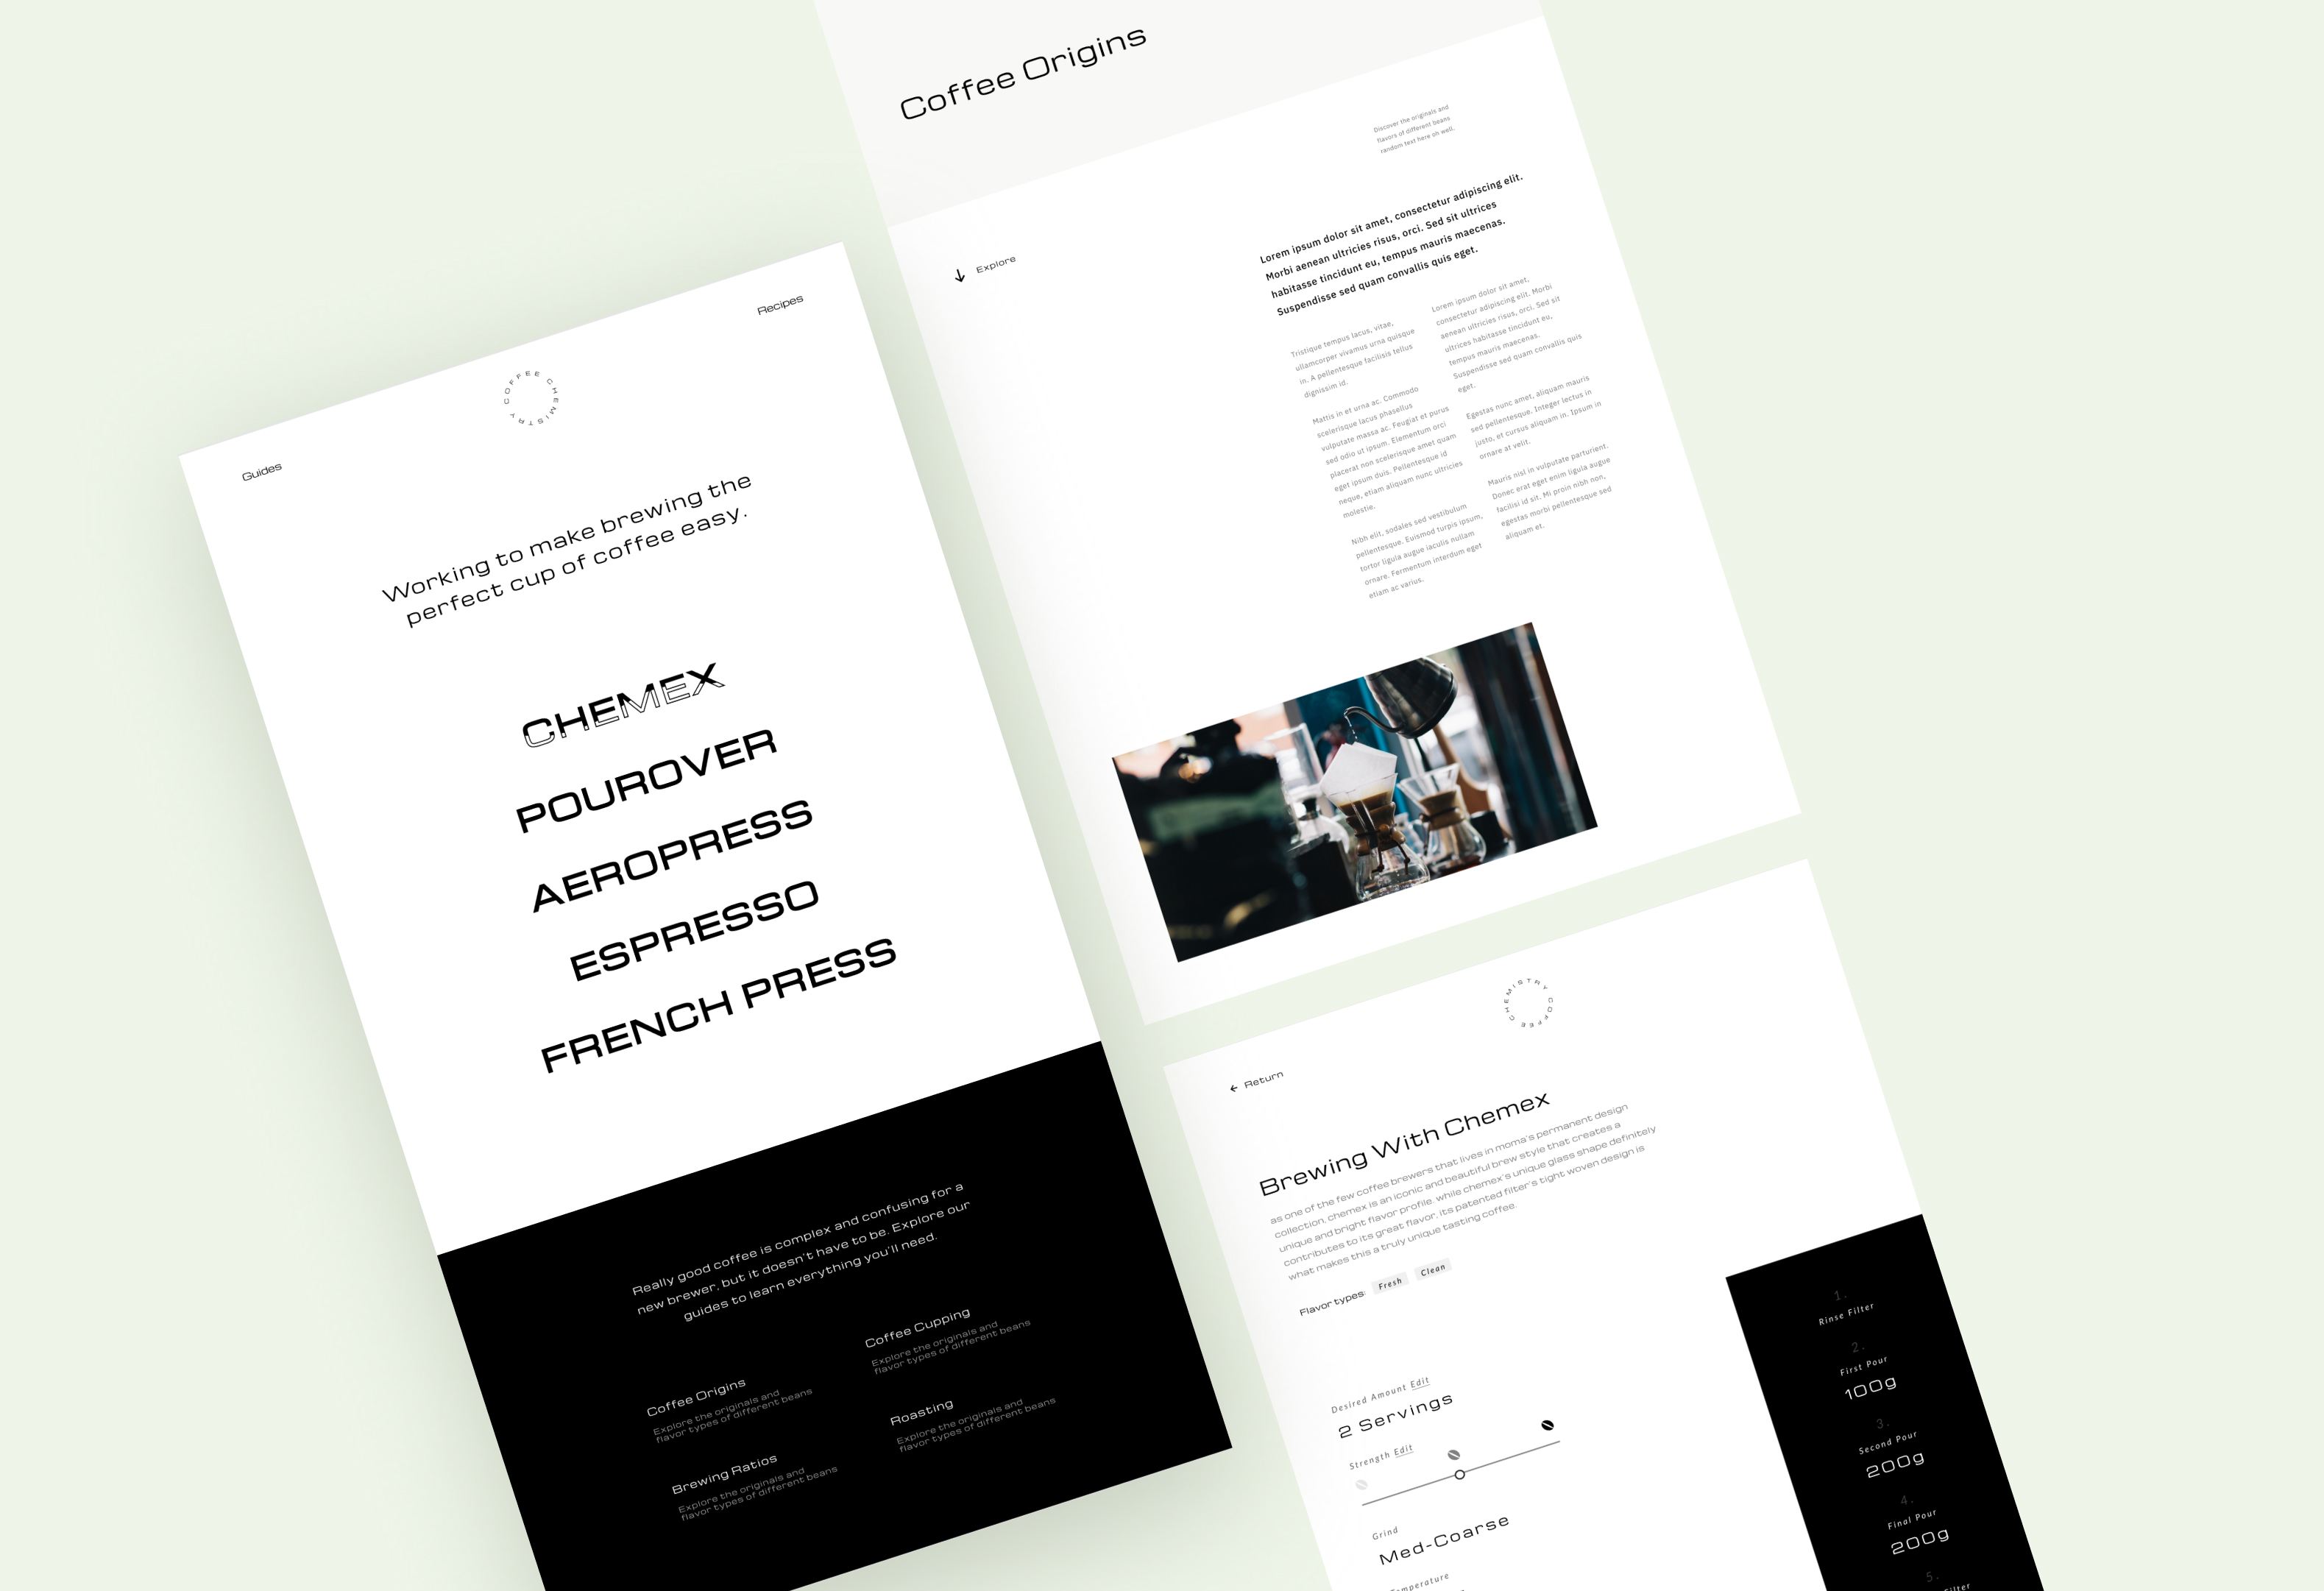 Guides
COFFEE CHEMISTRY
Recipes
Working to make brewing the
perfect cup of coffee easy.
CHEMEX
POUROVER
AEROPRESS
ESPRESSO
FRENCH PRESS
Really good coffee is complex and confusing for a
new brewer, but it doesn't have to be. Explore our
guides to learn everything you'll need.
Coffee Origins
Explore the originals and
flavor types of different beans
Coffee Cupping
Explore the originals and
flavor types of different beans
Brewing Ratios
Explore the originals and
flavor types of different beans
Roasting
Explore the originals and
flavor types of different beans
Coffee Origins
Discover the originals and
flavors of different beans
random text here oh well.
Explore
Lorem ipsum dolor sit amet, consectetur adipiscing elit.
Morbi aenean ultricies risus, orci. Sed sit ultrices
habitasse tincidunt eu, tempus mauris maecenas.
Suspendisse sed quam convallis quis eget.
Tristique tempus lacus, vitae,
ullamcorper vivamus urna quisque
in. A pellentesque facilisis tellus
dignissim id.
Mattis in et urna ac. Commodo
scelerisque lacus phasellus
vulputate massa ac. Feugiat et purus
sed odio ut ipsum. Elementum orci
placerat non scelerisque amet quam
eget ipsum duis. Pellentesque id
neque, etiam aliquam nunc ultricies
molestie.
Nibh elit, sodales sed vestibulum
pellentesque. Euismod turpis ipsum,
tortor ligula augue iaculis nullam
ornare. Fermentum interdum eget
etiam ac varius.
Lorem ipsum dolor sit amet,
consectetur adipiscing elit. Morbi
aenean ultricies risus, orci. Sed sit
ultrices habitasse tincidunt eu,
tempus mauris maecenas.
Suspendisse sed quam convallis quis
eget.
Egestas nunc amet, aliquam mauris
sed pellentesque. Integer lectus in
justo, et cursus aliquam in. Ipsum in
ornare at velit.
Mauris nisl in vulputate parturient.
Donec erat eget enim ligula augue
facilisi id sit. Mi proin nibh non,
egestas morbi pellentesque sed
aliquam et.
COFFEE CHEMISTRY
Return
Brewing With Chemex
as one of the few coffee brewers that lives in moma's permanent design
collection, chemex is an iconic and beautiful brew style that creates a
unique and bright flavor profile. while chemex's unique glass shape definitely
contributes to its great flavor, its patented filter's tight woven design is
what makes this a truly unique tasting coffee.
Flavor types: Fresh Clean
Desired Amount Edit
2 Servings
Strength Edit
Grind
Med-Coarse
Temperature
1.
Rinse Filter
2.
First Pour
100g
3.
Second Pour
200g
4.
Final Pour
200g
5.